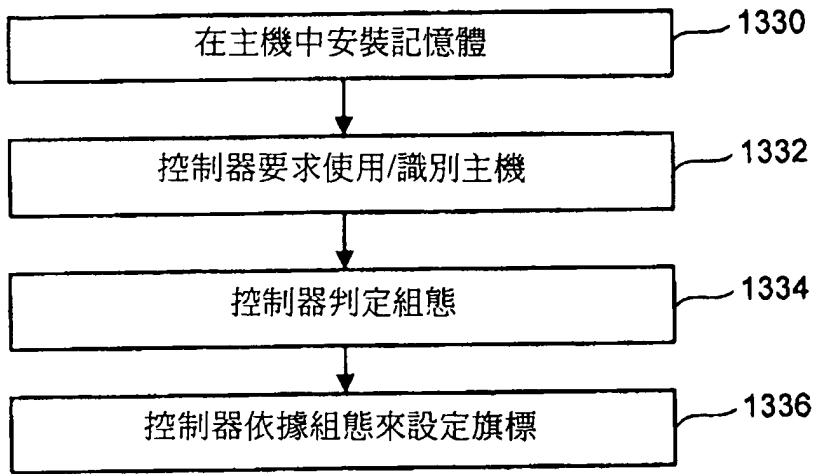 在主機中安裝記憶體
1330
控制器要求使用/識別主機
1332
控制器判定組態
1334
控制器依據組態來設定旗標
1336